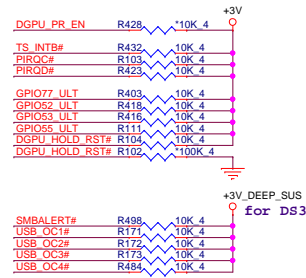 +3V
DGPU_PR_EN R428 *10K_4
TS_INTB# R432 10K_4
PIRQC# R103 10K_4
PIRQD# R423 10K_4
GPIO77_ULT R403 10K_4
GPIO52_ULT R418 10K_4
GPIO53_ULT R416 10K_4
GPIO55_ULT R111 10K_4
DGPU_HOLD_RST# R104 10K_4
DGPU_HOLD_RST# R102 *100K_4
+3V_DEEP_SUS
for DS3
SMBALERT# R498 10K_4
USB_OC1# R171 10K_4
USB_OC2# R172 10K_4
USB_OC3# R173 10K_4
USB_OC4# R484 10K_4